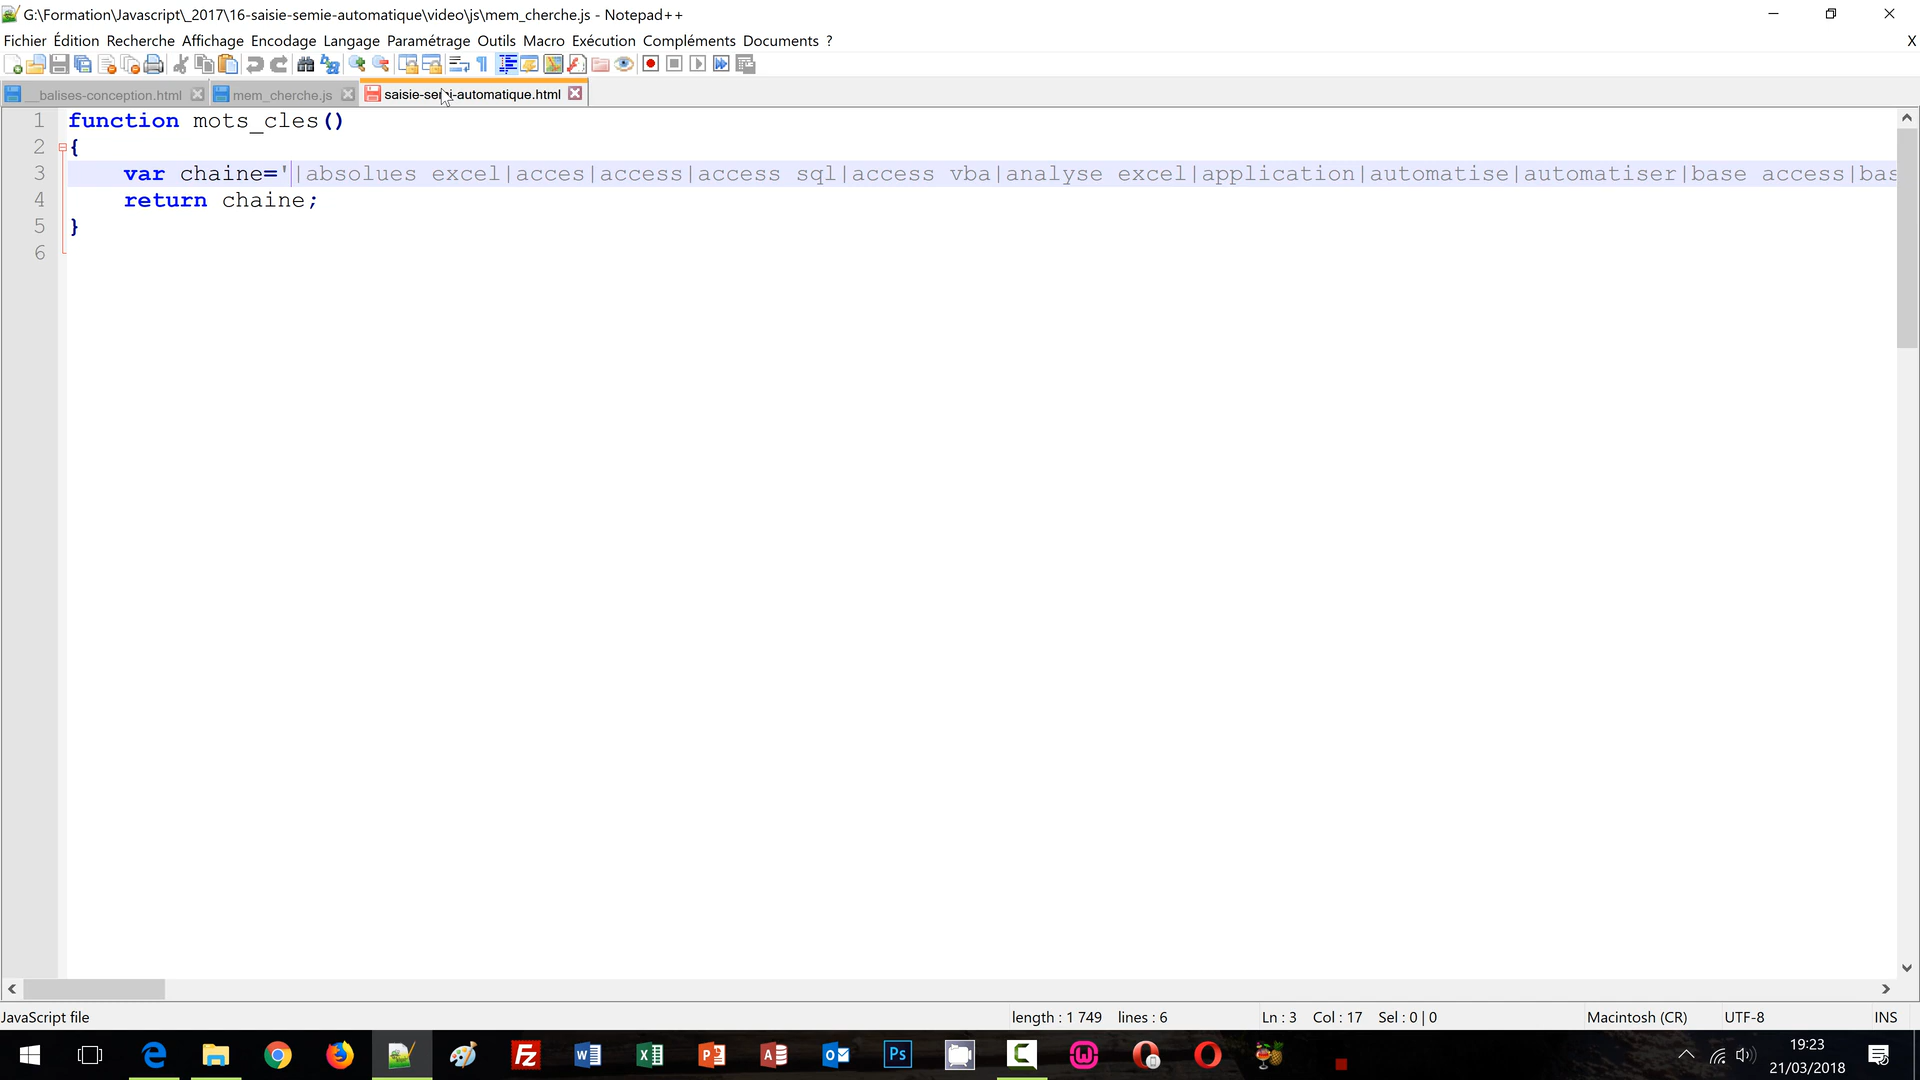 G:\Formation\Javascript\_2017\16-saisie-semie-automatique\video\js\mem_cherche.js - Notepad++
Fichier Édition Recherche Affichage Encodage Langage Paramétrage Outils Macro Exécution Compléments Documents ? X
__balises-conception.html mem_cherche.js saisie-semi-automatique.html
1 function mots_cles()
2 {
3 var chaine='|absolues excel|acces|access|access sql|access vba|analyse excel|application|automatise|automatiser|base access|bas
4 return chaine;
5 }
6
JavaScript file length : 1 749 lines : 6 Ln : 3 Col : 17 Sel : 0 | 0 Macintosh (CR) UTF-8 INS
19:23
21/03/2018